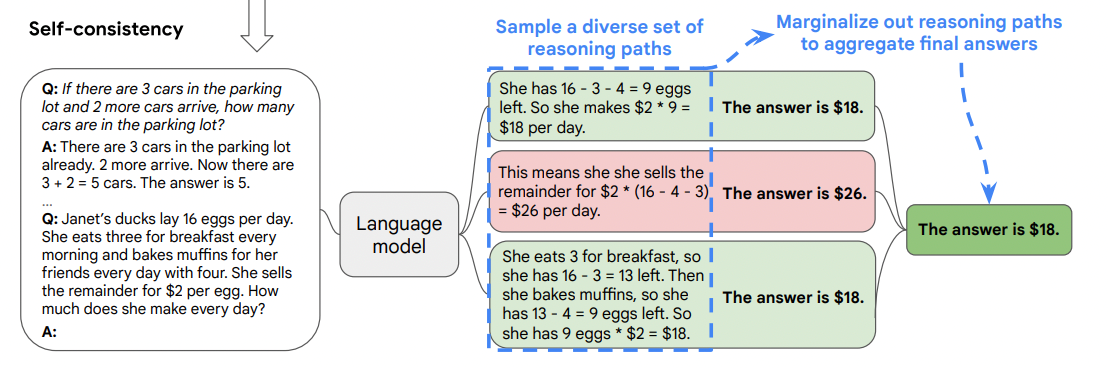 Self-consistency
Sample a diverse set of
reasoning paths
Marginalize out reasoning paths
to aggregate final answers
Q: If there are 3 cars in the parking
lot and 2 more cars arrive, how many
cars are in the parking lot?
A: There are 3 cars in the parking lot
already. 2 more arrive. Now there are
3 + 2 = 5 cars. The answer is 5.
...
Q: Janet’s ducks lay 16 eggs per day.
She eats three for breakfast every
morning and bakes muffins for her
friends every day with four. She sells
the remainder for $2 per egg. How
much does she make every day?
A:
Language
model
She has 16 - 3 - 4 = 9 eggs
left. So she makes $2 * 9 =
$18 per day.
The answer is $18.
This means she she sells the
remainder for $2 * (16 - 4 - 3)
= $26 per day.
The answer is $26.
She eats 3 for breakfast, so
she has 16 - 3 = 13 left. Then
she bakes muffins, so she
has 13 - 4 = 9 eggs left. So
she has 9 eggs * $2 = $18.
The answer is $18.
The answer is $18.